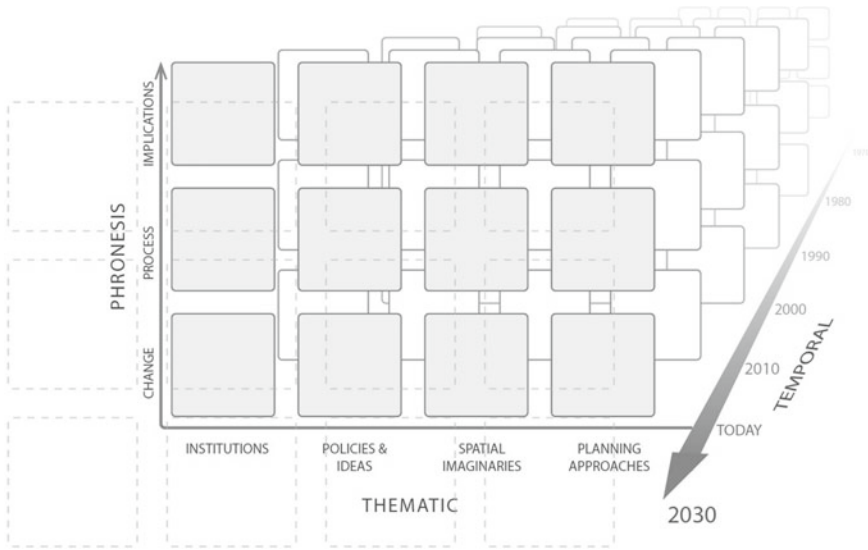 PHRONESIS
IMPLICATIONS
PROCESS
CHANGE
INSTITUTIONS
POLICIES &
IDEAS
SPATIAL
IMAGINARIES
PLANNING
APPROACHES
THEMATIC
1980
1990
2000
2010
TODAY
TEMPORAL
2030